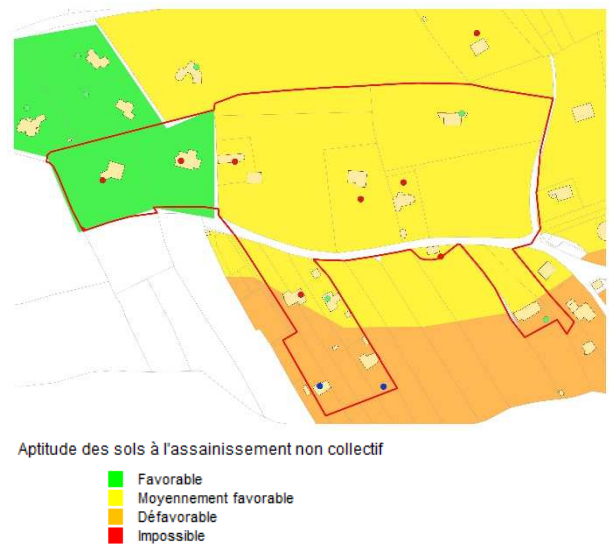 Aptitude des sols à l'assainissement non collectif
Favorable
Moyennement favorable
Défavorable
Impossible